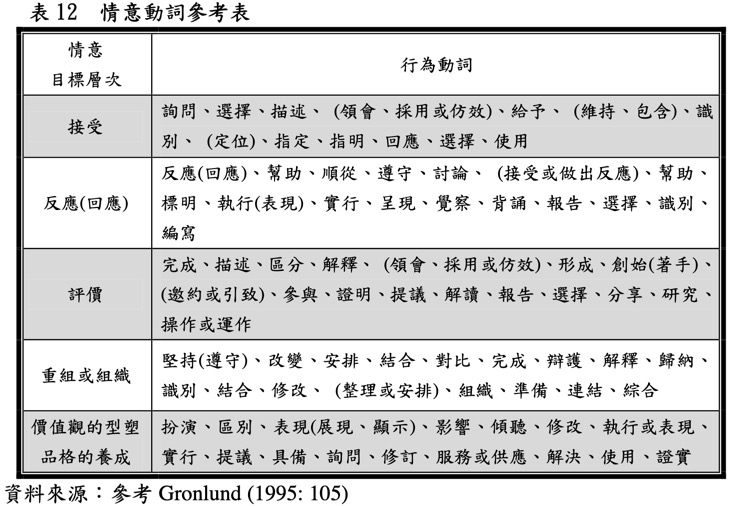 表 12 情意動詞參考表
情意
目標層次
行為動詞
接受
詢問、選擇、描述、 (領會、採用或仿效)、給予、 (維持、包含)、識
別、 (定位)、指定、指明、回應、選擇、使用
反應(回應)
反應(回應)、幫助、順從、遵守、討論、 (接受或做出反應)、幫助、
標明、執行(表現)、實行、呈現、覺察、背誦、報告、選擇、識別、
編寫
評價
完成、描述、區分、解釋、 (領會、採用或仿效)、形成、創始(著手)、
(邀約或引致)、參與、證明、提議、解讀、報告、選擇、分享、研究、
操作或運作
重組或組織
堅持(遵守)、改變、安排、結合、對比、完成、辯護、解釋、歸納、
識別、結合、修改、 (整理或安排)、組織、準備、連結、綜合
價值觀的型塑
品格的養成
扮演、區別、表現(展現、顯示)、影響、傾聽、修改、執行或表現、
實行、提議、具備、詢問、修訂、服務或供應、解決、使用、證實
資料來源：參考 Gronlund (1995: 105)